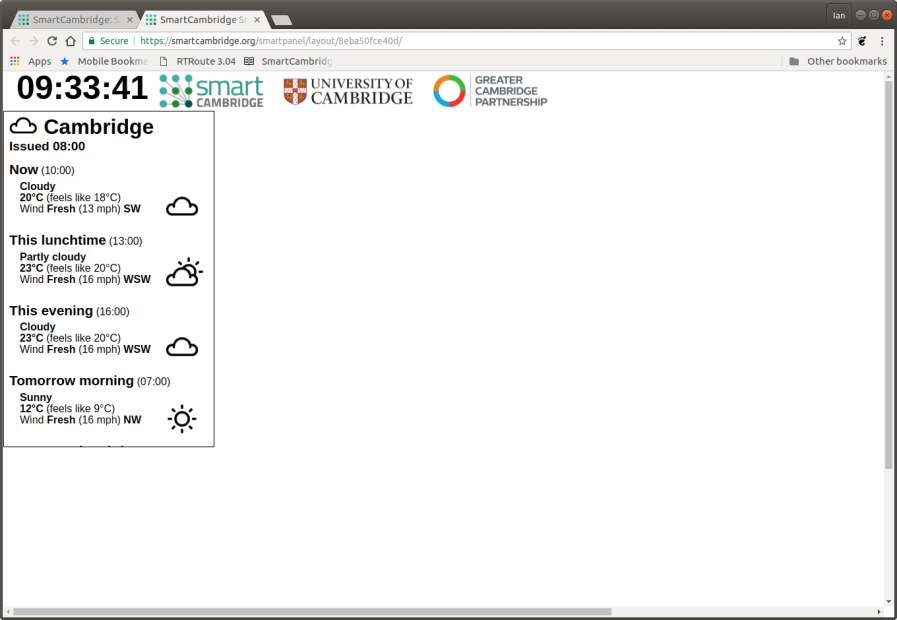 SmartCambridge: S
SmartCambridge Sm
Ian
Secure https://smartcambridge.org/smartpanel/layout/8eba50fce40d/
Apps Mobile Bookma RTRoute 3.04 SmartCambridg Other bookmarks
09:33:41
smart
CAMBRIDGE
UNIVERSITY OF
CAMBRIDGE
GREATER
CAMBRIDGE
PARTNERSHIP
Cambridge
Issued 08:00
Now (10:00)
Cloudy
20°C (feels like 18°C)
Wind Fresh (13 mph) SW
This lunchtime (13:00)
Partly cloudy
23°C (feels like 20°C)
Wind Fresh (16 mph) WSW
This evening (16:00)
Cloudy
23°C (feels like 20°C)
Wind Fresh (16 mph) WSW
Tomorrow morning (07:00)
Sunny
12°C (feels like 9°C)
Wind Fresh (16 mph) NW